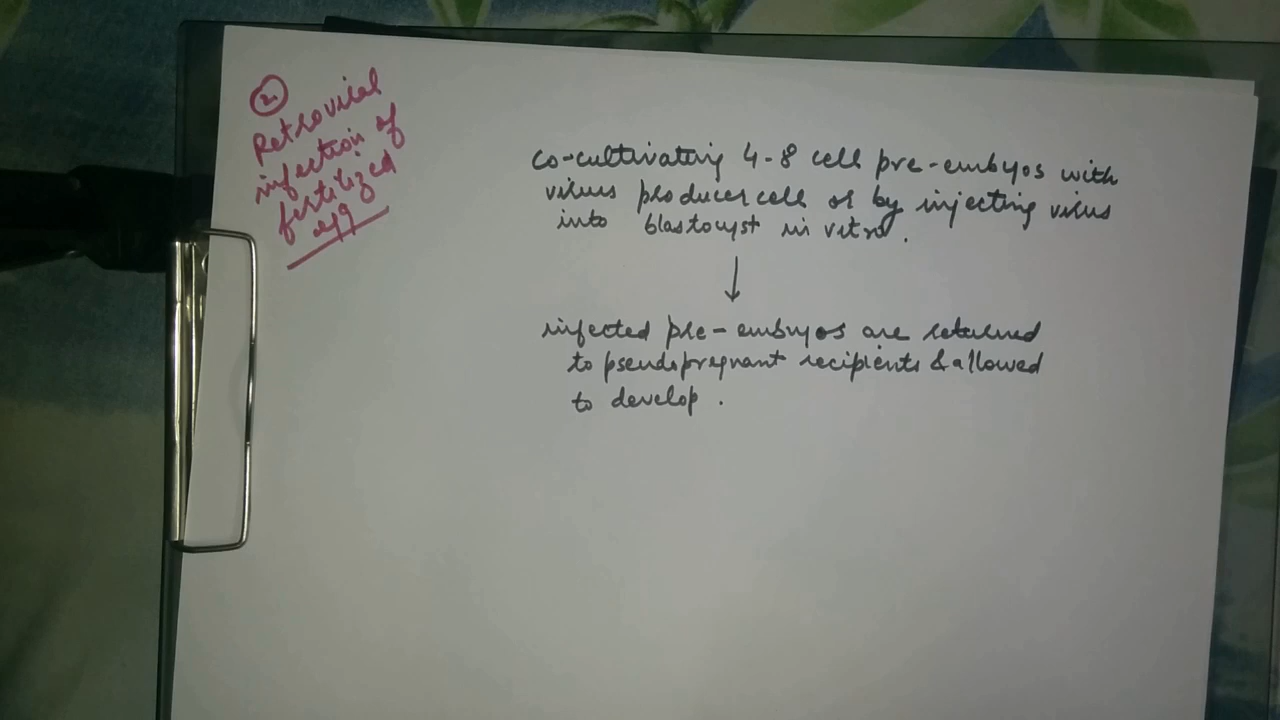 2.
Retroviral
infection of
fertilized
egg
co-cultivating 4-8 cell pre-embryos with
virus producer cell or by injecting virus
into blastocyst in vitro.
↓
infected pre-embryos are returned
to pseudopregnant recipients & allowed
to develop.